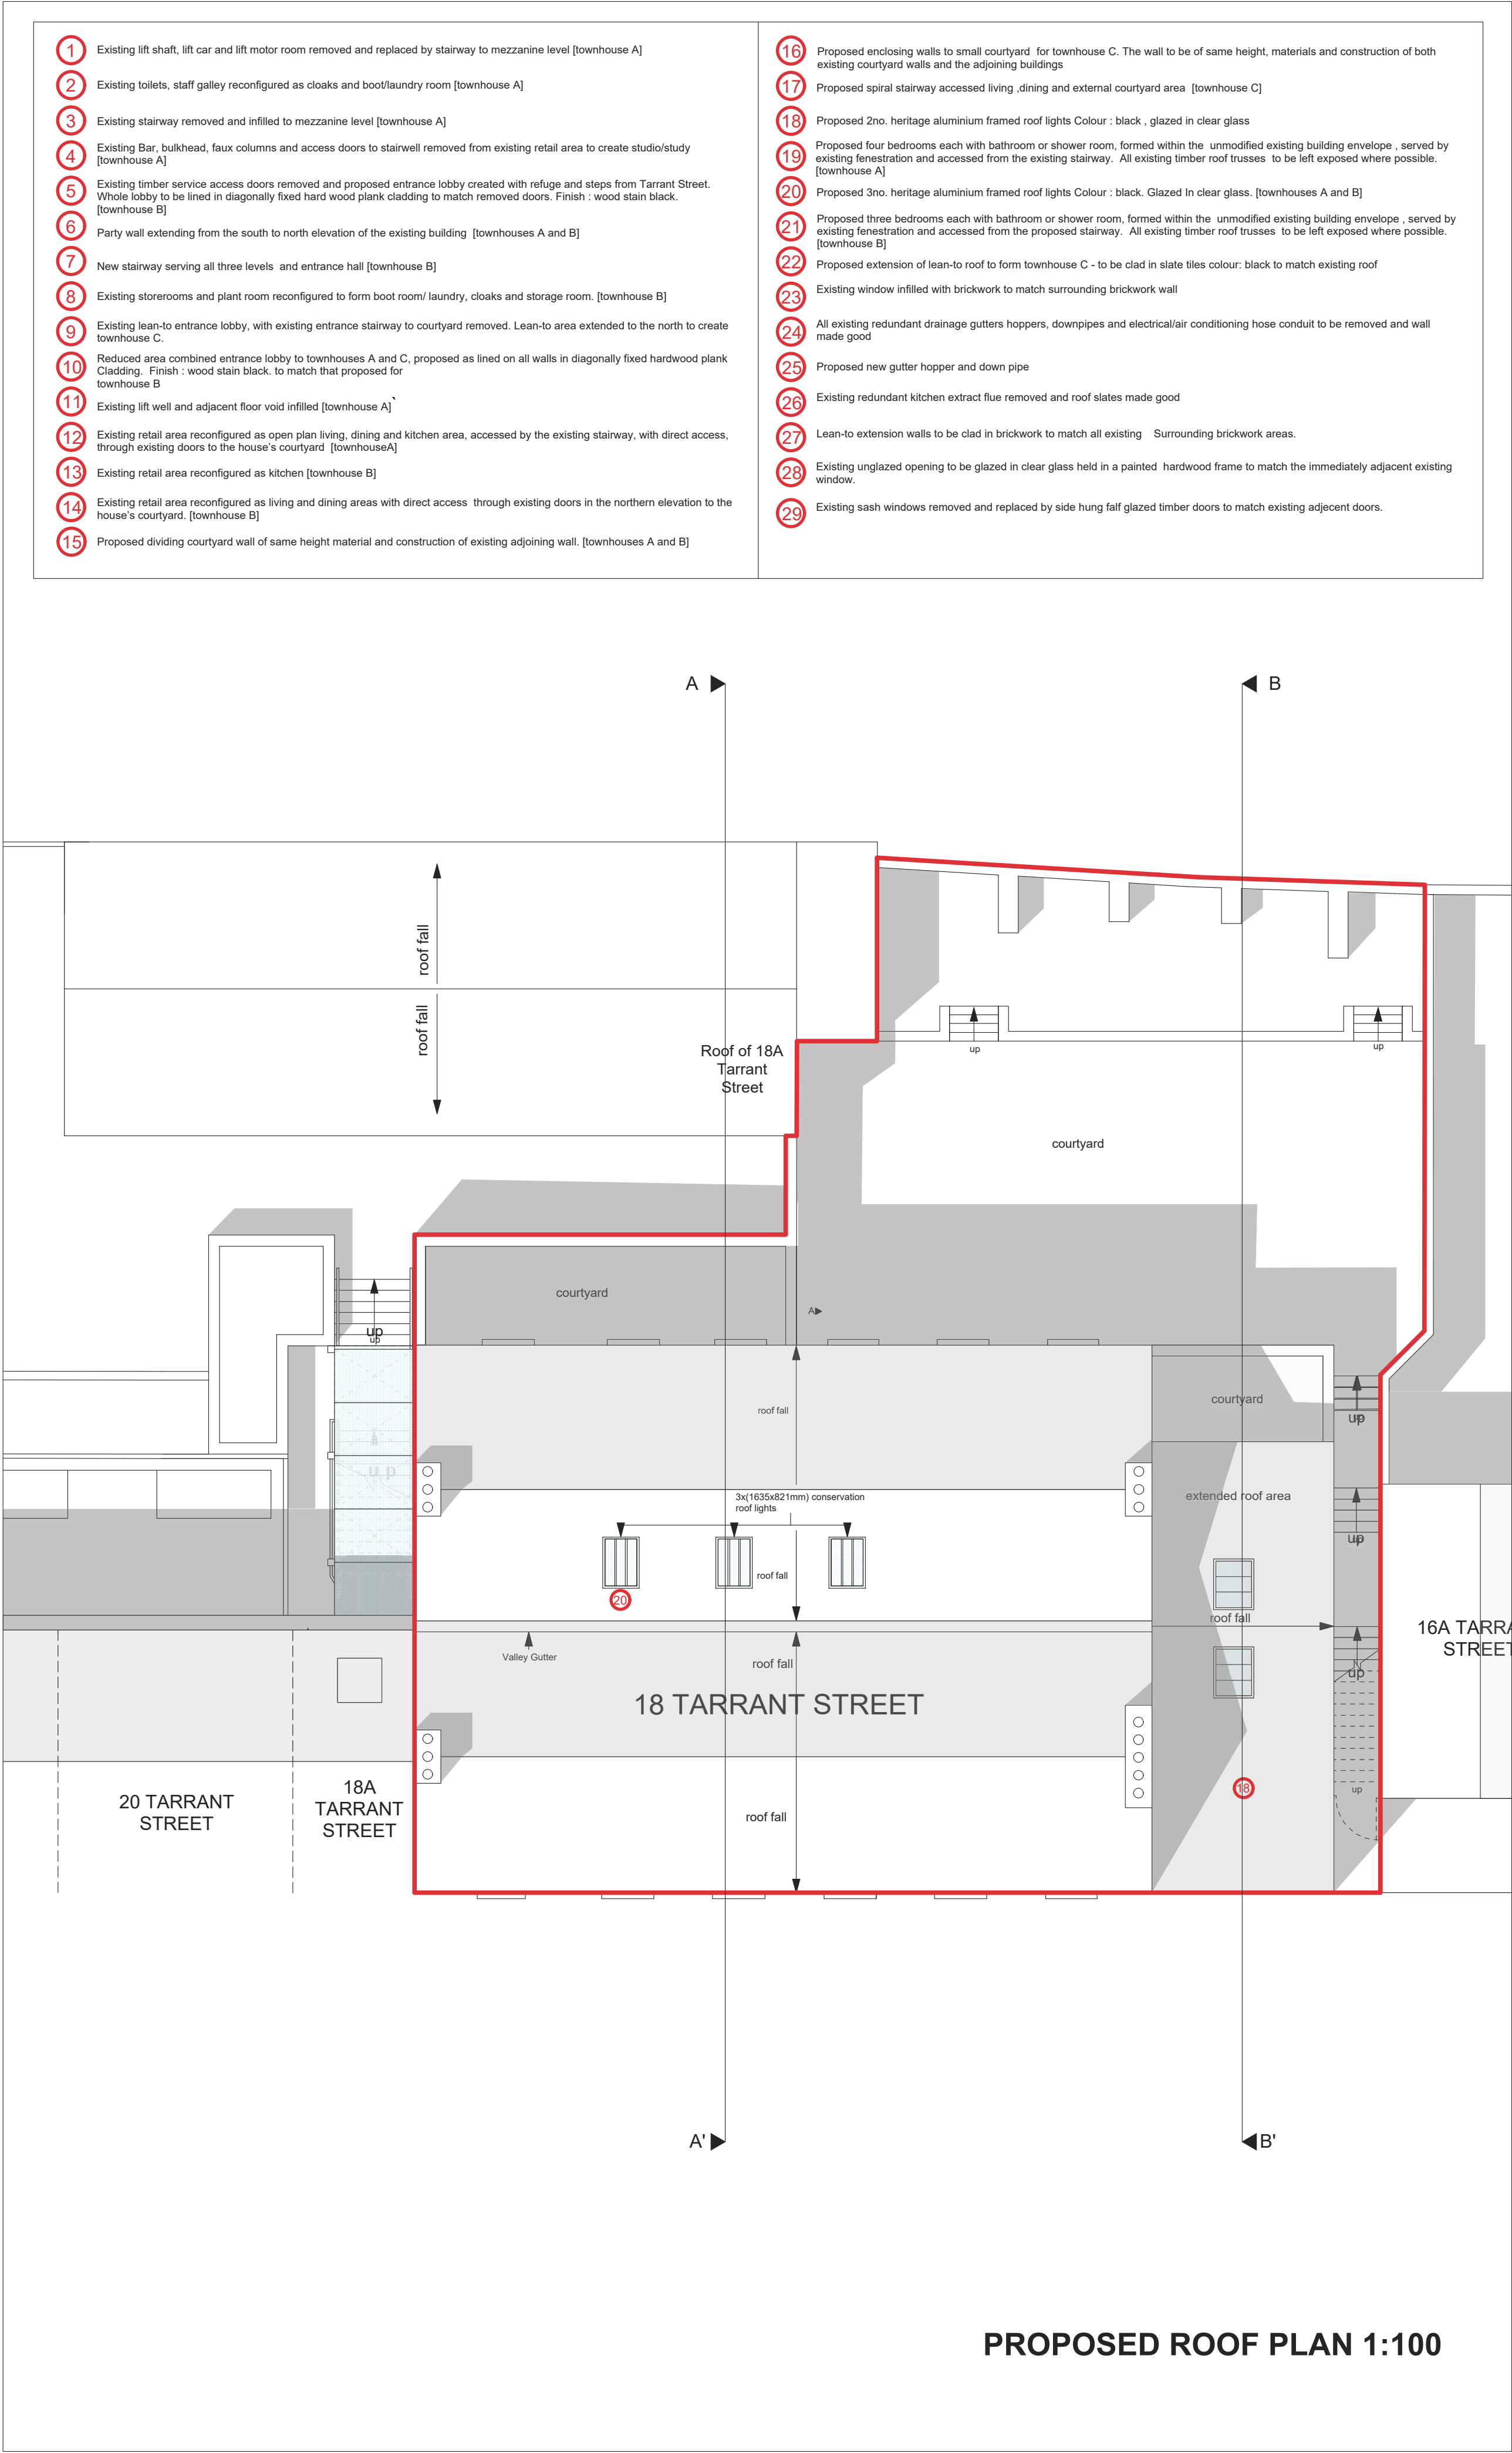 1 Existing lift shaft, lift car and lift motor room removed and replaced by stairway to mezzanine level [townhouse A]
2 Existing toilets, staff galley reconfigured as cloaks and boot/laundry room [townhouse A]
3 Existing stairway removed and infilled to mezzanine level [townhouse A]
4 Existing Bar, bulkhead, faux columns and access doors to stairwell removed from existing retail area to create studio/study
[townhouse A]
5 Existing timber service access doors removed and proposed entrance lobby created with refuge and steps from Tarrant Street.
Whole lobby to be lined in diagonally fixed hard wood plank cladding to match removed doors. Finish : wood stain black.
[townhouse B]
6 Party wall extending from the south to north elevation of the existing building [townhouses A and B]
7 New stairway serving all three levels and entrance hall [townhouse B]
8 Existing storerooms and plant room reconfigured to form boot room/ laundry, cloaks and storage room. [townhouse B]
9 Existing lean-to entrance lobby, with existing entrance stairway to courtyard removed. Lean-to area extended to the north to create
townhouse C.
10 Reduced area combined entrance lobby to townhouses A and C, proposed as lined on all walls in diagonally fixed hardwood plank
Cladding. Finish : wood stain black. to match that proposed for
townhouse B
11 Existing lift well and adjacent floor void infilled [townhouse A]`
12 Existing retail area reconfigured as open plan living, dining and kitchen area, accessed by the existing stairway, with direct access,
through existing doors to the house's courtyard [townhouseA]
13 Existing retail area reconfigured as kitchen [townhouse B]
14 Existing retail area reconfigured as living and dining areas with direct access through existing doors in the northern elevation to the
house's courtyard. [townhouse B]
15 Proposed dividing courtyard wall of same height material and construction of existing adjoining wall. [townhouses A and B]
16 Proposed enclosing walls to small courtyard for townhouse C. The wall to be of same height, materials and construction of both
existing courtyard walls and the adjoining buildings
17 Proposed spiral stairway accessed living ,dining and external courtyard area [townhouse C]
18 Proposed 2no. heritage aluminium framed roof lights Colour : black , glazed in clear glass
19 Proposed four bedrooms each with bathroom or shower room, formed within the unmodified existing building envelope , served by
existing fenestration and accessed from the existing stairway. All existing timber roof trusses to be left exposed where possible.
[townhouse A]
20 Proposed 3no. heritage aluminium framed roof lights Colour : black. Glazed In clear glass. [townhouses A and B]
21 Proposed three bedrooms each with bathroom or shower room, formed within the unmodified existing building envelope , served by
existing fenestration and accessed from the proposed stairway. All existing timber roof trusses to be left exposed where possible.
[townhouse B]
22 Proposed extension of lean-to roof to form townhouse C - to be clad in slate tiles colour: black to match existing roof
23 Existing window infilled with brickwork to match surrounding brickwork wall
24 All existing redundant drainage gutters hoppers, downpipes and electrical/air conditioning hose conduit to be removed and wall
made good
25 Proposed new gutter hopper and down pipe
26 Existing redundant kitchen extract flue removed and roof slates made good
27 Lean-to extension walls to be clad in brickwork to match all existing Surrounding brickwork areas.
28 Existing unglazed opening to be glazed in clear glass held in a painted hardwood frame to match the immediately adjacent existing
window.
29 Existing sash windows removed and replaced by side hung falf glazed timber doors to match existing adjecent doors.
A
B
roof fall
roof fall
Roof of 18A
Tarrant
Street
up
up
courtyard
courtyard
A
up
up
roof fall
courtyard
up
up
up
3x(1635x821mm) conservation
roof lights
extended roof area
up
up
roof fall
20
roof fall
Valley Gutter
roof fall
up
16A TARRA
STREET
18 TARRANT STREET
18
up
20 TARRANT
STREET
18A
TARRANT
STREET
roof fall
A'
B'
PROPOSED ROOF PLAN 1:100